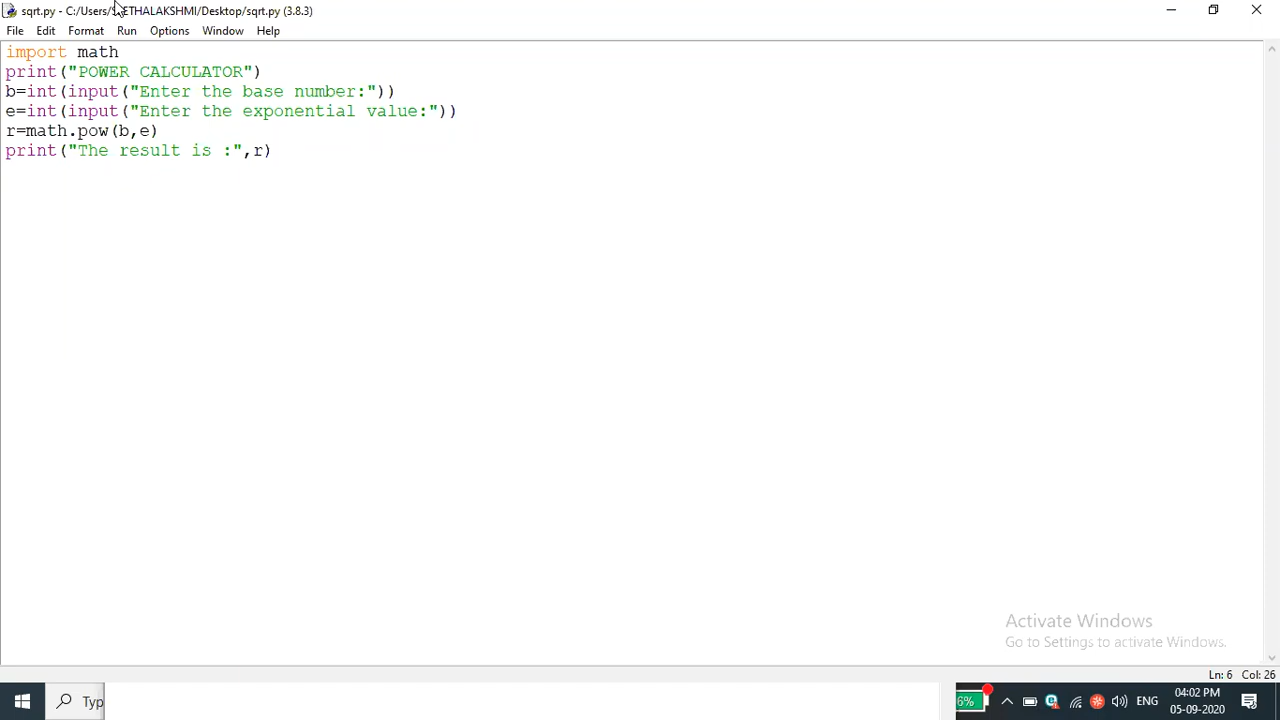 sqrt.py - C:/Users/SEETHALAKSHMI/Desktop/sqrt.py (3.8.3)
File Edit Format Run Options Window Help
import math
print("POWER CALCULATOR")
b=int(input("Enter the base number:"))
e=int(input("Enter the exponential value:"))
r=math.pow(b,e)
print("The result is :",r)
Activate Windows
Go to Settings to activate Windows.
Ln: 6 Col: 26
Typ
6%
ENG
04:02 PM
05-09-2020